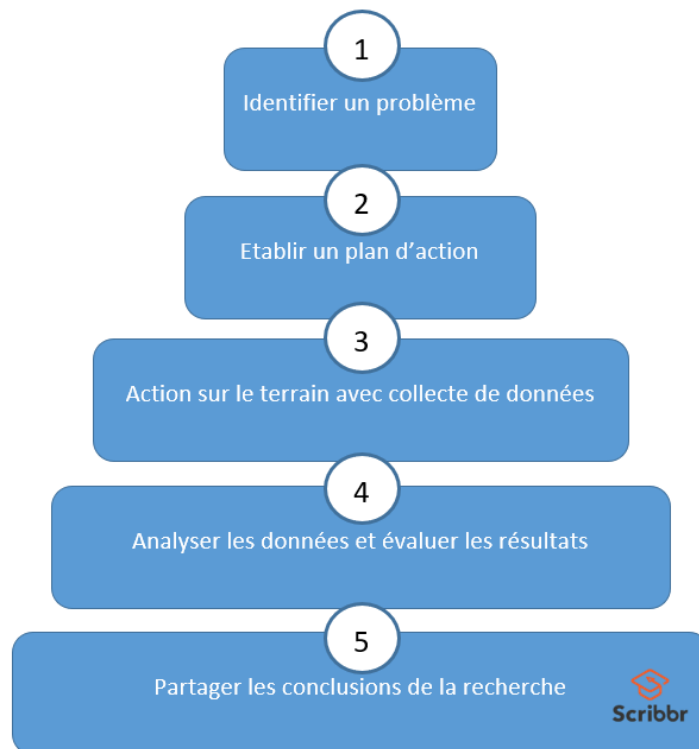 1
Identifier un problème
2
Etablir un plan d’action
3
Action sur le terrain avec collecte de données
4
Analyser les données et évaluer les résultats
5
Partager les conclusions de la recherche
Scribbr